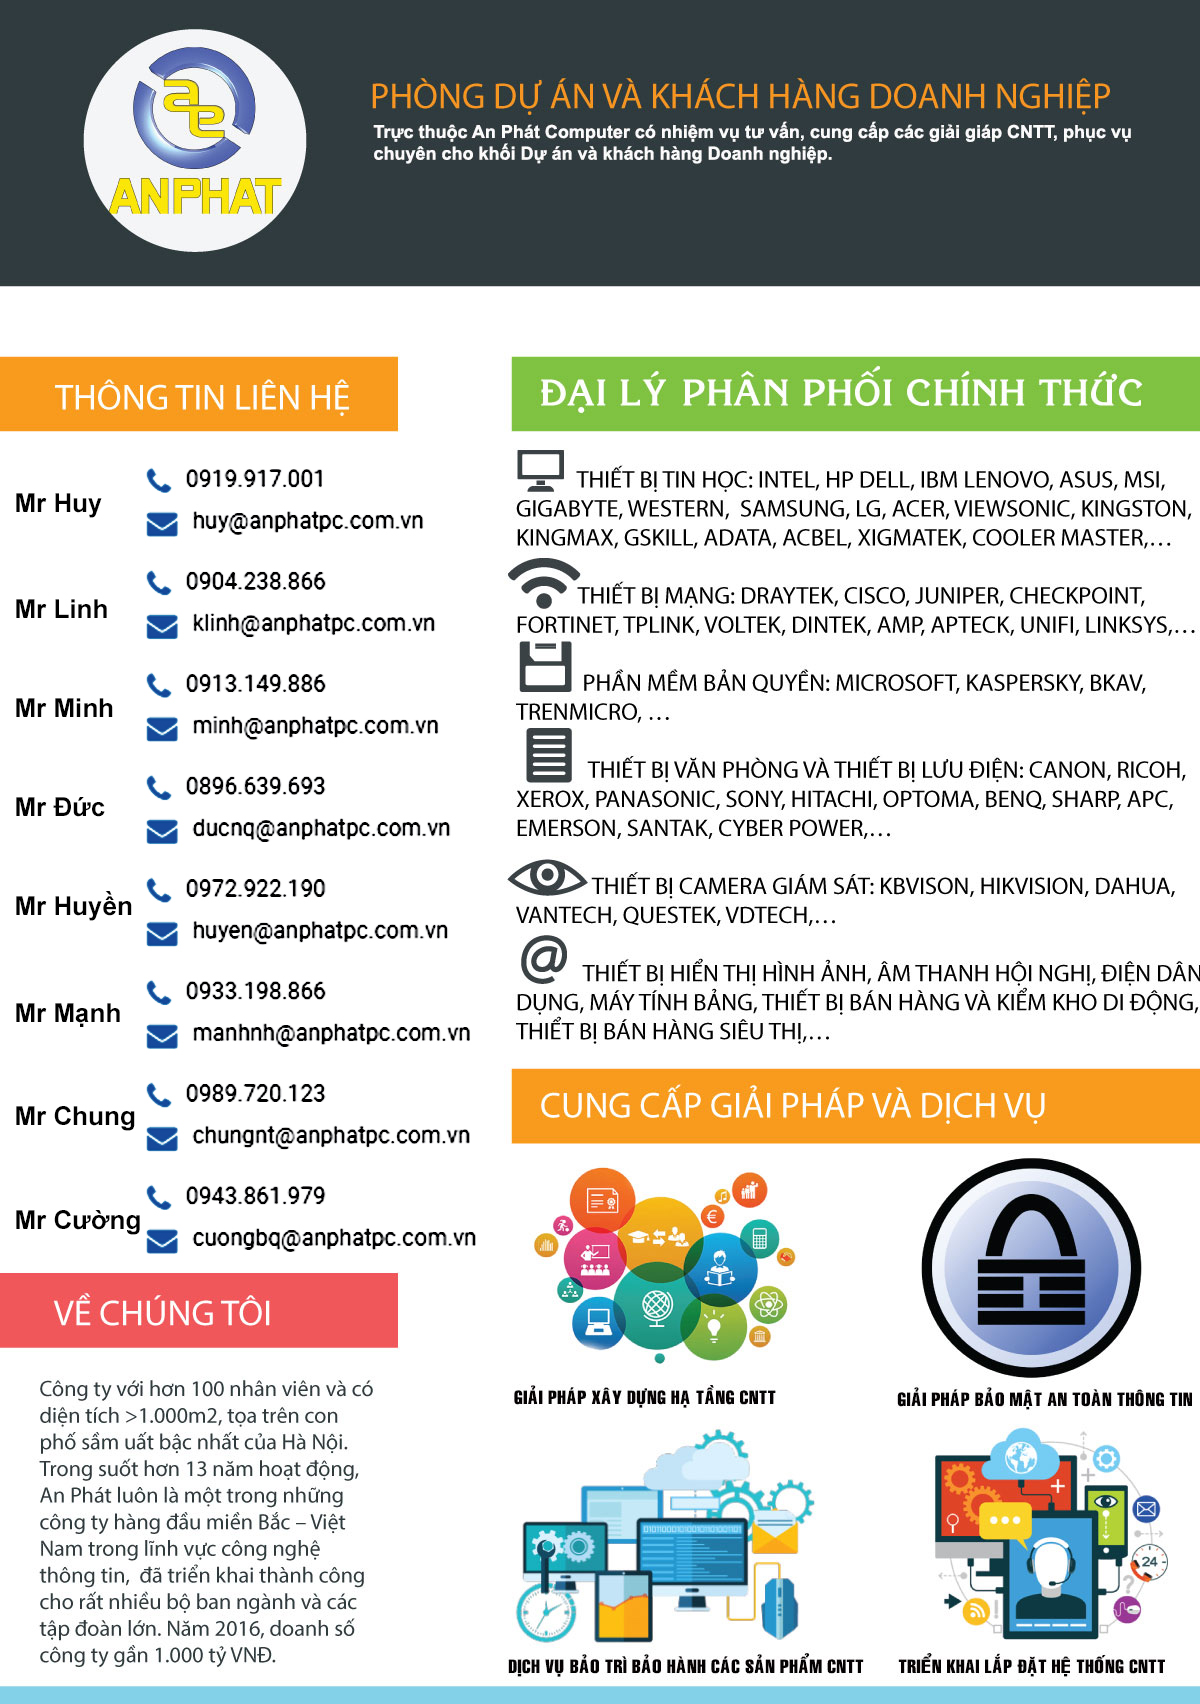 ANPHAT
PHÒNG DỰ ÁN VÀ KHÁCH HÀNG DOANH NGHIỆP
Trực thuộc An Phát Computer có nhiệm vụ tư vấn, cung cấp các giải giáp CNTT, phục vụ
chuyên cho khối Dự án và khách hàng Doanh nghiệp.
THÔNG TIN LIÊN HỆ
Mr Huy
0919.917.001
huy@anphatpc.com.vn
Mr Linh
0904.238.866
klinh@anphatpc.com.vn
Mr Minh
0913.149.886
minh@anphatpc.com.vn
Mr Đức
0896.639.693
ducnq@anphatpc.com.vn
Mr Huyền
0972.922.190
huyen@anphatpc.com.vn
Mr Mạnh
0933.198.866
manhnh@anphatpc.com.vn
Mr Chung
0989.720.123
chungnt@anphatpc.com.vn
Mr Cường
0943.861.979
cuongbq@anphatpc.com.vn
VỀ CHÚNG TÔI
Công ty với hơn 100 nhân viên và có
diện tích >1.000m2, tọa trên con
phố sầm uất bậc nhất của Hà Nội.
Trong suốt hơn 13 năm hoạt động,
An Phát luôn là một trong những
công ty hàng đầu miền Bắc – Việt
Nam trong lĩnh vực công nghệ
thông tin, đã triển khai thành công
cho rất nhiều bộ ban ngành và các
tập đoàn lớn. Năm 2016, doanh số
công ty gần 1.000 tỷ VNĐ.
ĐẠI LÝ PHÂN PHỐI CHÍNH THỨC
THIẾT BỊ TIN HỌC: INTEL, HP DELL, IBM LENOVO, ASUS, MSI,
GIGABYTE, WESTERN, SAMSUNG, LG, ACER, VIEWSONIC, KINGSTON,
KINGMAX, GSKILL, ADATA, ACBEL, XIGMATEK, COOLER MASTER,...
THIẾT BỊ MẠNG: DRAYTEK, CISCO, JUNIPER, CHECKPOINT,
FORTINET, TPLINK, VOLTEK, DINTEK, AMP, APTECK, UNIFI, LINKSYS,...
PHẦN MỀM BẢN QUYỀN: MICROSOFT, KASPERSKY, BKAV,
TRENMICRO, ...
THIẾT BỊ VĂN PHÒNG VÀ THIẾT BỊ LƯU ĐIỆN: CANON, RICOH,
XEROX, PANASONIC, SONY, HITACHI, OPTOMA, BENQ, SHARP, APC,
EMERSON, SANTAK, CYBER POWER,...
THIẾT BỊ CAMERA GIÁM SÁT: KBVISON, HIKVISION, DAHUA,
VANTECH, QUESTEK, VDTECH,...
@ THIẾT BỊ HIỂN THỊ HÌNH ẢNH, ÂM THANH HỘI NGHỊ, ĐIỆN DÂN
DỤNG, MÁY TÍNH BẢNG, THIẾT BỊ BÁN HÀNG VÀ KIỂM KHO DI ĐỘNG,
THIẾT BỊ BÁN HÀNG SIÊU THỊ,...
CUNG CẤP GIẢI PHÁP VÀ DỊCH VỤ
GIẢI PHÁP XÂY DỰNG HẠ TẦNG CNTT
GIẢI PHÁP BẢO MẬT AN TOÀN THÔNG TIN
24
DỊCH VỤ BẢO TRÌ BẢO HÀNH CÁC SẢN PHẨM CNTT
TRIỂN KHAI LẮP ĐẶT HỆ THỐNG CNTT